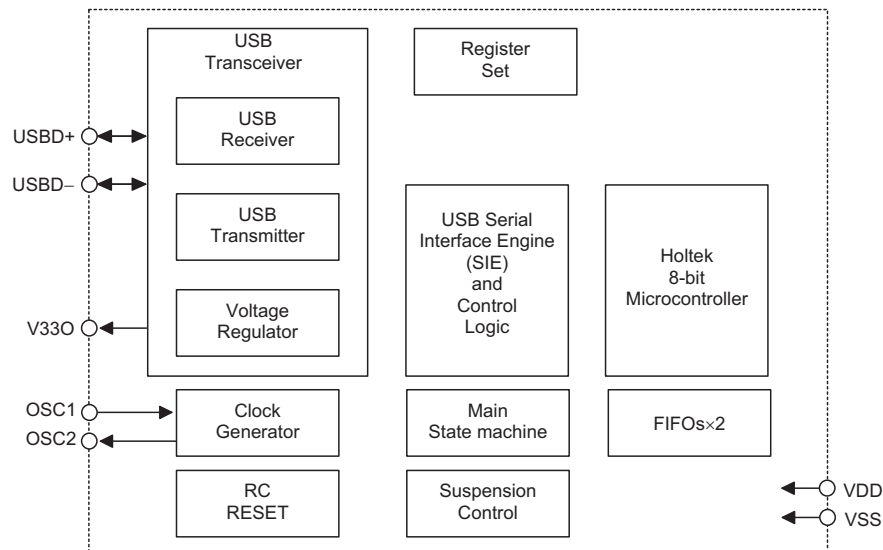 USB
Transceiver
Register
Set
USB
Receiver
USBD+
USBD−
USB
Transmitter
USB Serial
Interface Engine
(SIE)
and
Control
Logic
Holtek
8-bit
Microcontroller
Voltage
Regulator
V33O
OSC1
OSC2
Clock
Generator
Main
State machine
FIFOs×2
RC
RESET
Suspension
Control
VDD
VSS